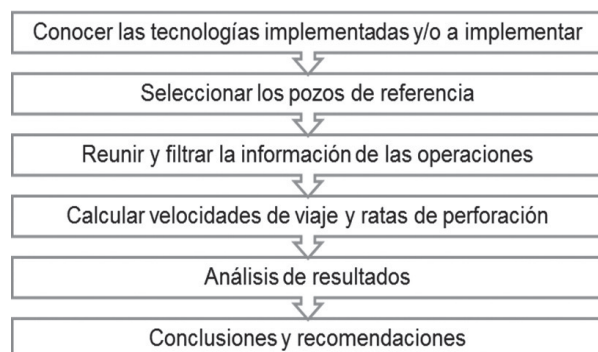 Conocer las tecnologías implementadas y/o a implementar
Seleccionar los pozos de referencia
Reunir y filtrar la información de las operaciones
Calcular velocidades de viaje y ratas de perforación
Análisis de resultados
Conclusiones y recomendaciones